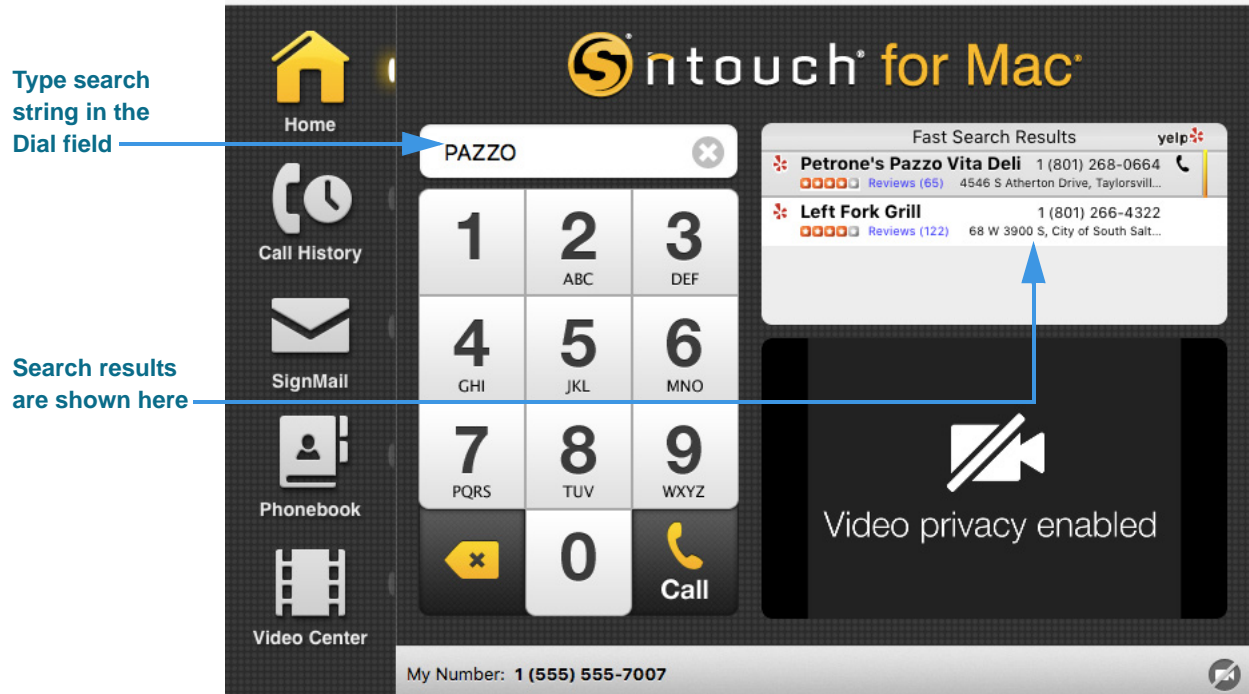 Type search
string in the
Dial field
Search results
are shown here
Home
Call History
SignMail
Phonebook
Video Center
S® ntouch® for Mac®
PAZZO
1
2
ABC
3
DEF
4
GHI
5
JKL
6
MNO
7
PQRS
8
TUV
9
WXYZ
0
Call
Fast Search Results yelp
Petrone's Pazzo Vita Deli 1 (801) 268-0664
Reviews (65) 4546 S Atherton Drive, Taylorsvill...
Left Fork Grill 1 (801) 266-4322
Reviews (122) 68 W 3900 S, City of South Salt...
Video privacy enabled
My Number: 1 (555) 555-7007